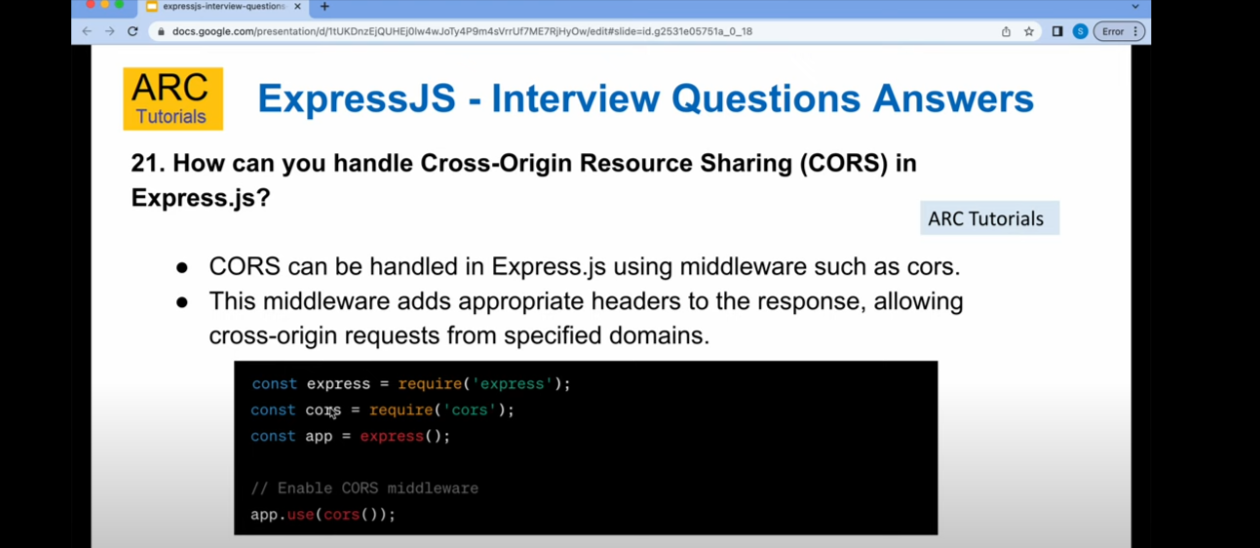 expressjs-interview-questions
docs.google.com/presentation/d/1tUKDnzEjQUHEj0lw4wJoTy4P9m4sVrrUf7ME7RjHyOw/edit#slide=id.g2531e05751a_0_18
S
Error
ARC
Tutorials
ExpressJS - Interview Questions Answers
21. How can you handle Cross-Origin Resource Sharing (CORS) in
Express.js?
ARC Tutorials
● CORS can be handled in Express.js using middleware such as cors.
● This middleware adds appropriate headers to the response, allowing
cross-origin requests from specified domains.
const express = require('express');
const cors = require('cors');
const app = express();
// Enable CORS middleware
app.use(cors());